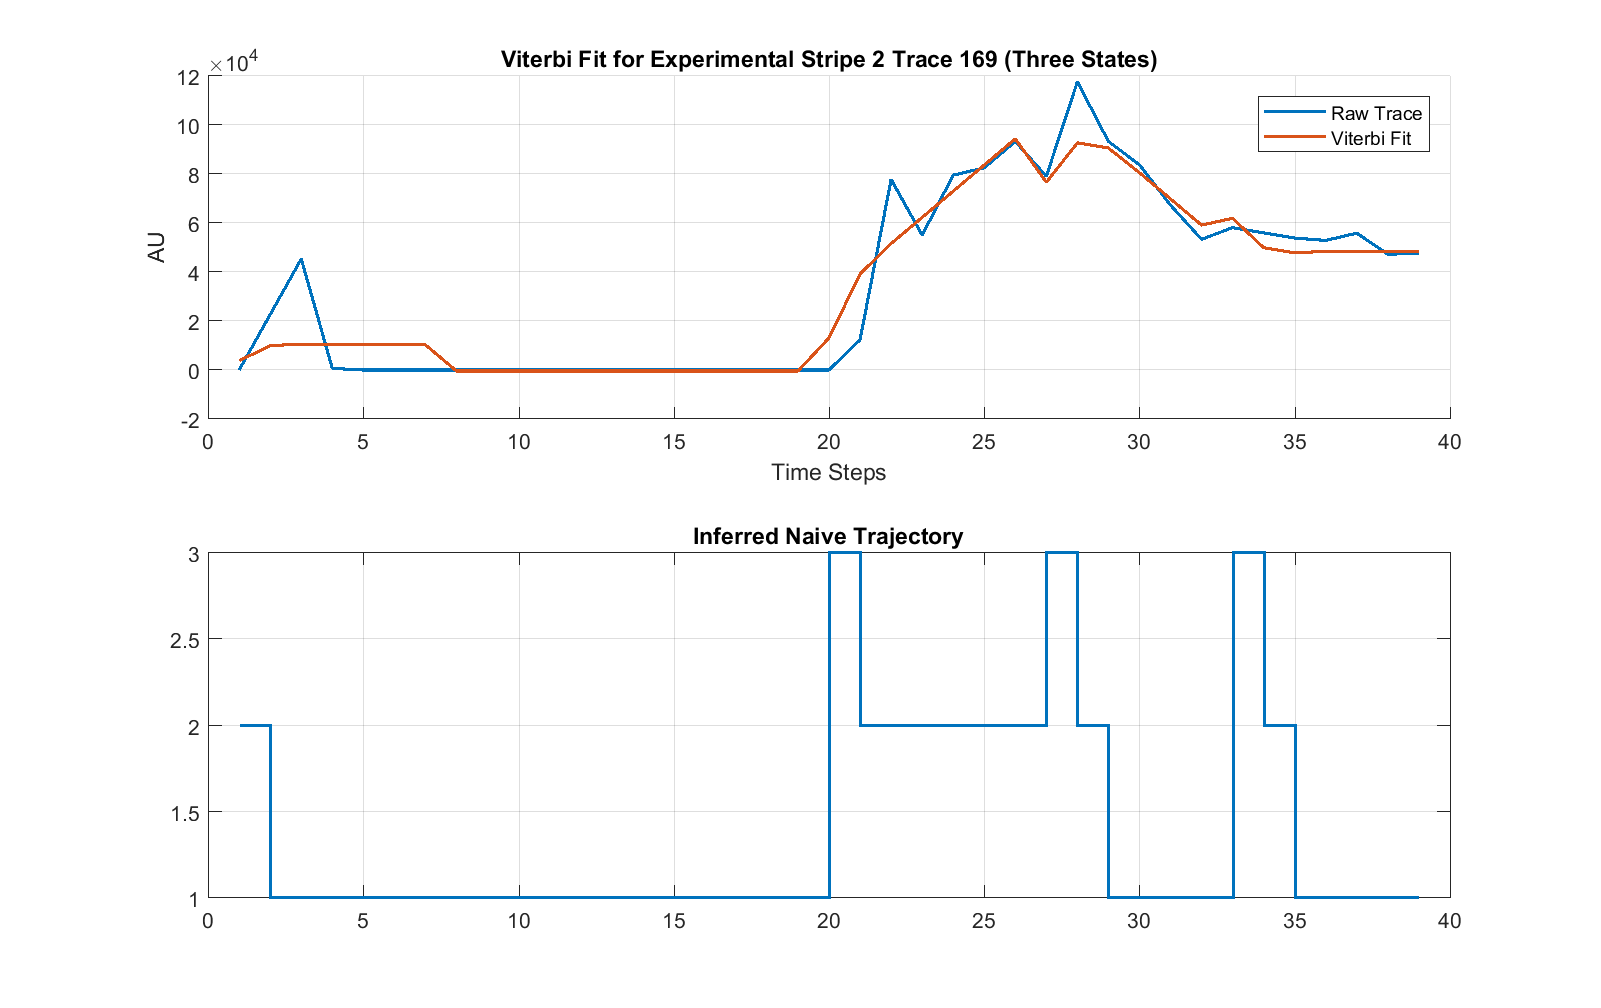 Viterbi Fit for Experimental Stripe 2 Trace 169 (Three States)
×10⁴
12
10
8
6
4
2
0
-2
AU
Raw Trace
Viterbi Fit
0 5 10 15 20 25 30 35 40
Time Steps
Inferred Naive Trajectory
3
2.5
2
1.5
1
0 5 10 15 20 25 30 35 40